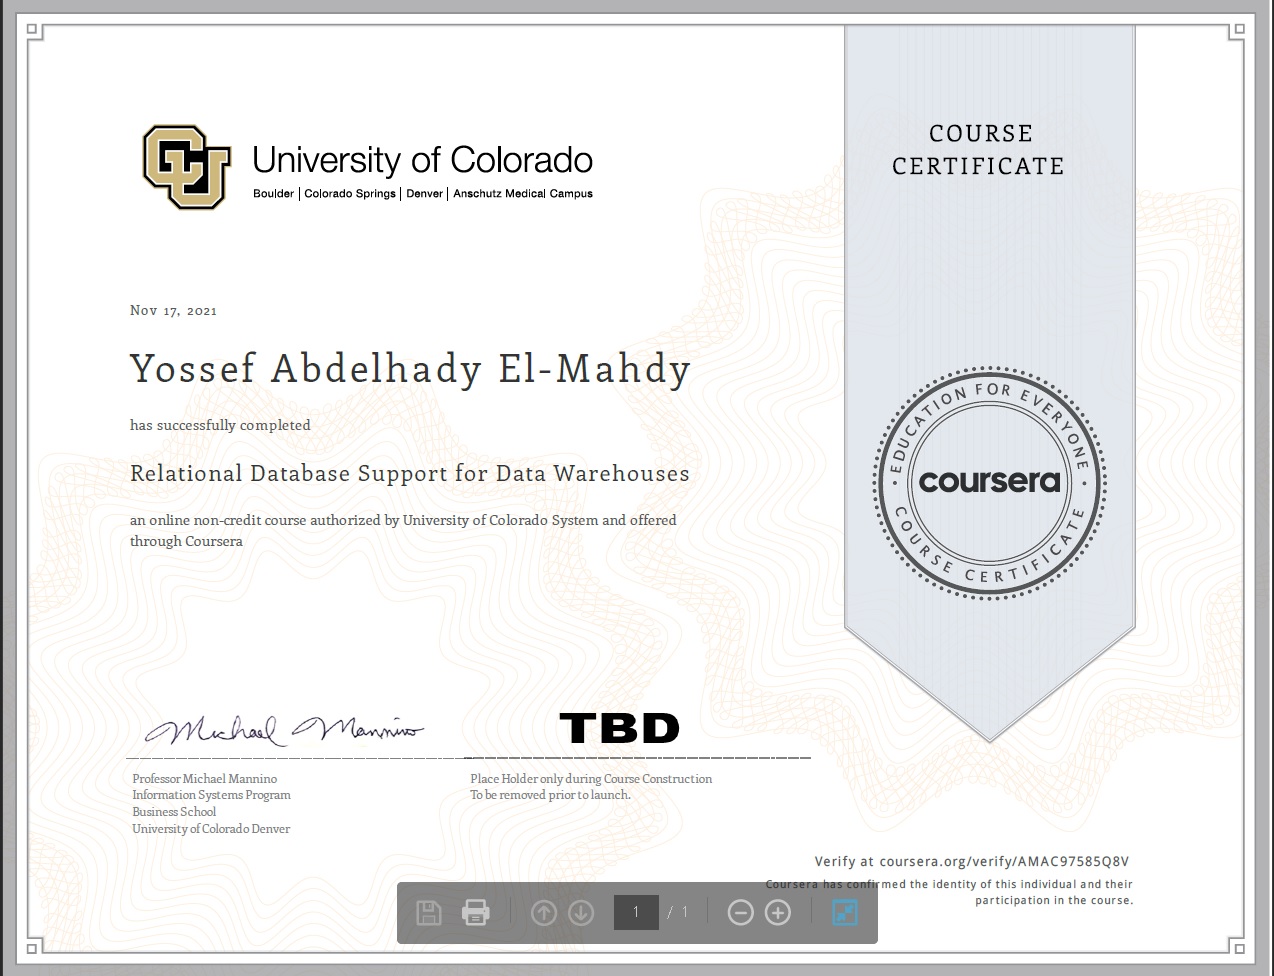 COURSE
CERTIFICATE
CU
University of Colorado
Boulder | Colorado Springs | Denver | Anschutz Medical Campus
Nov 17, 2021
Yossef Abdelhady El-Mahdy
has successfully completed
Relational Database Support for Data Warehouses
an online non-credit course authorized by University of Colorado System and offered
through Coursera
EDUCATION FOR EVERYONE
coursera
COURSE CERTIFICATE
Michael Mannino
TBD
Professor Michael Mannino
Information Systems Program
Business School
University of Colorado Denver
Place Holder only during Course Construction
To be removed prior to launch.
Verify at coursera.org/verify/AMAC97585Q8V
Coursera has confirmed the identity of this individual and their
participation in the course.
1 / 1